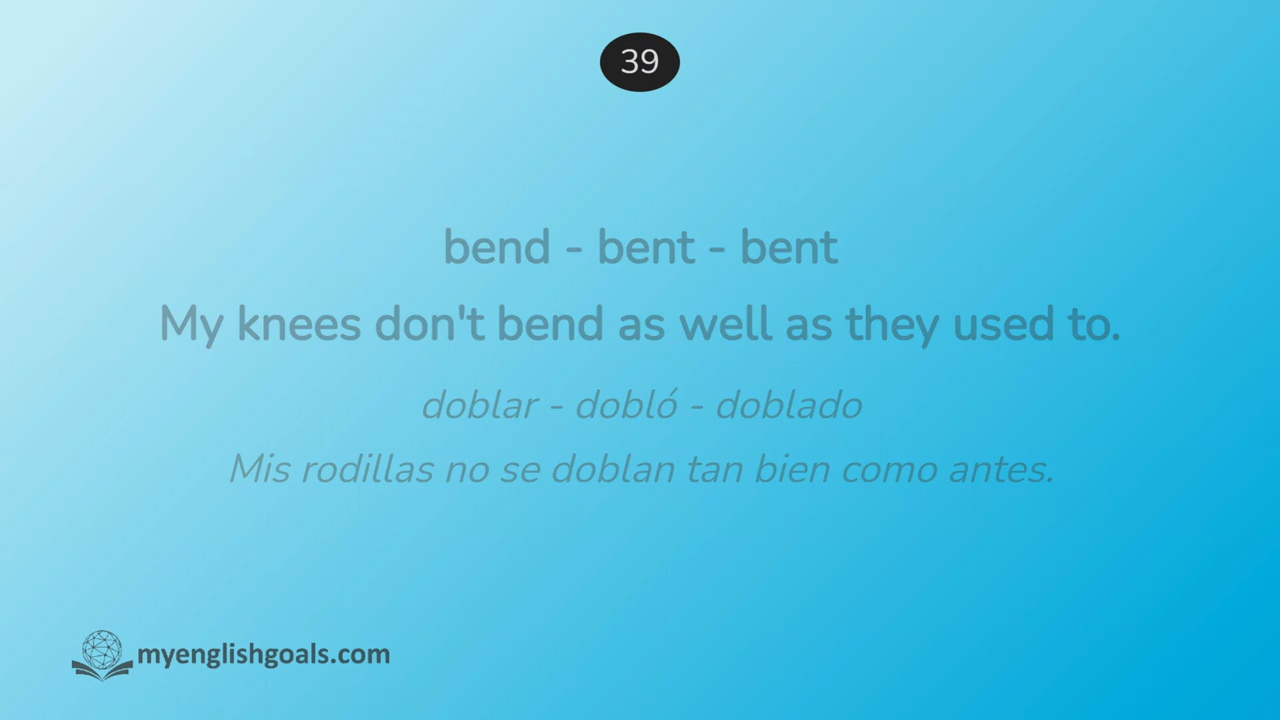 39
bend - bent - bent
My knees don't bend as well as they used to.
doblar - dobló - doblado
Mis rodillas no se doblan tan bien como antes.
myenglishgoals.com